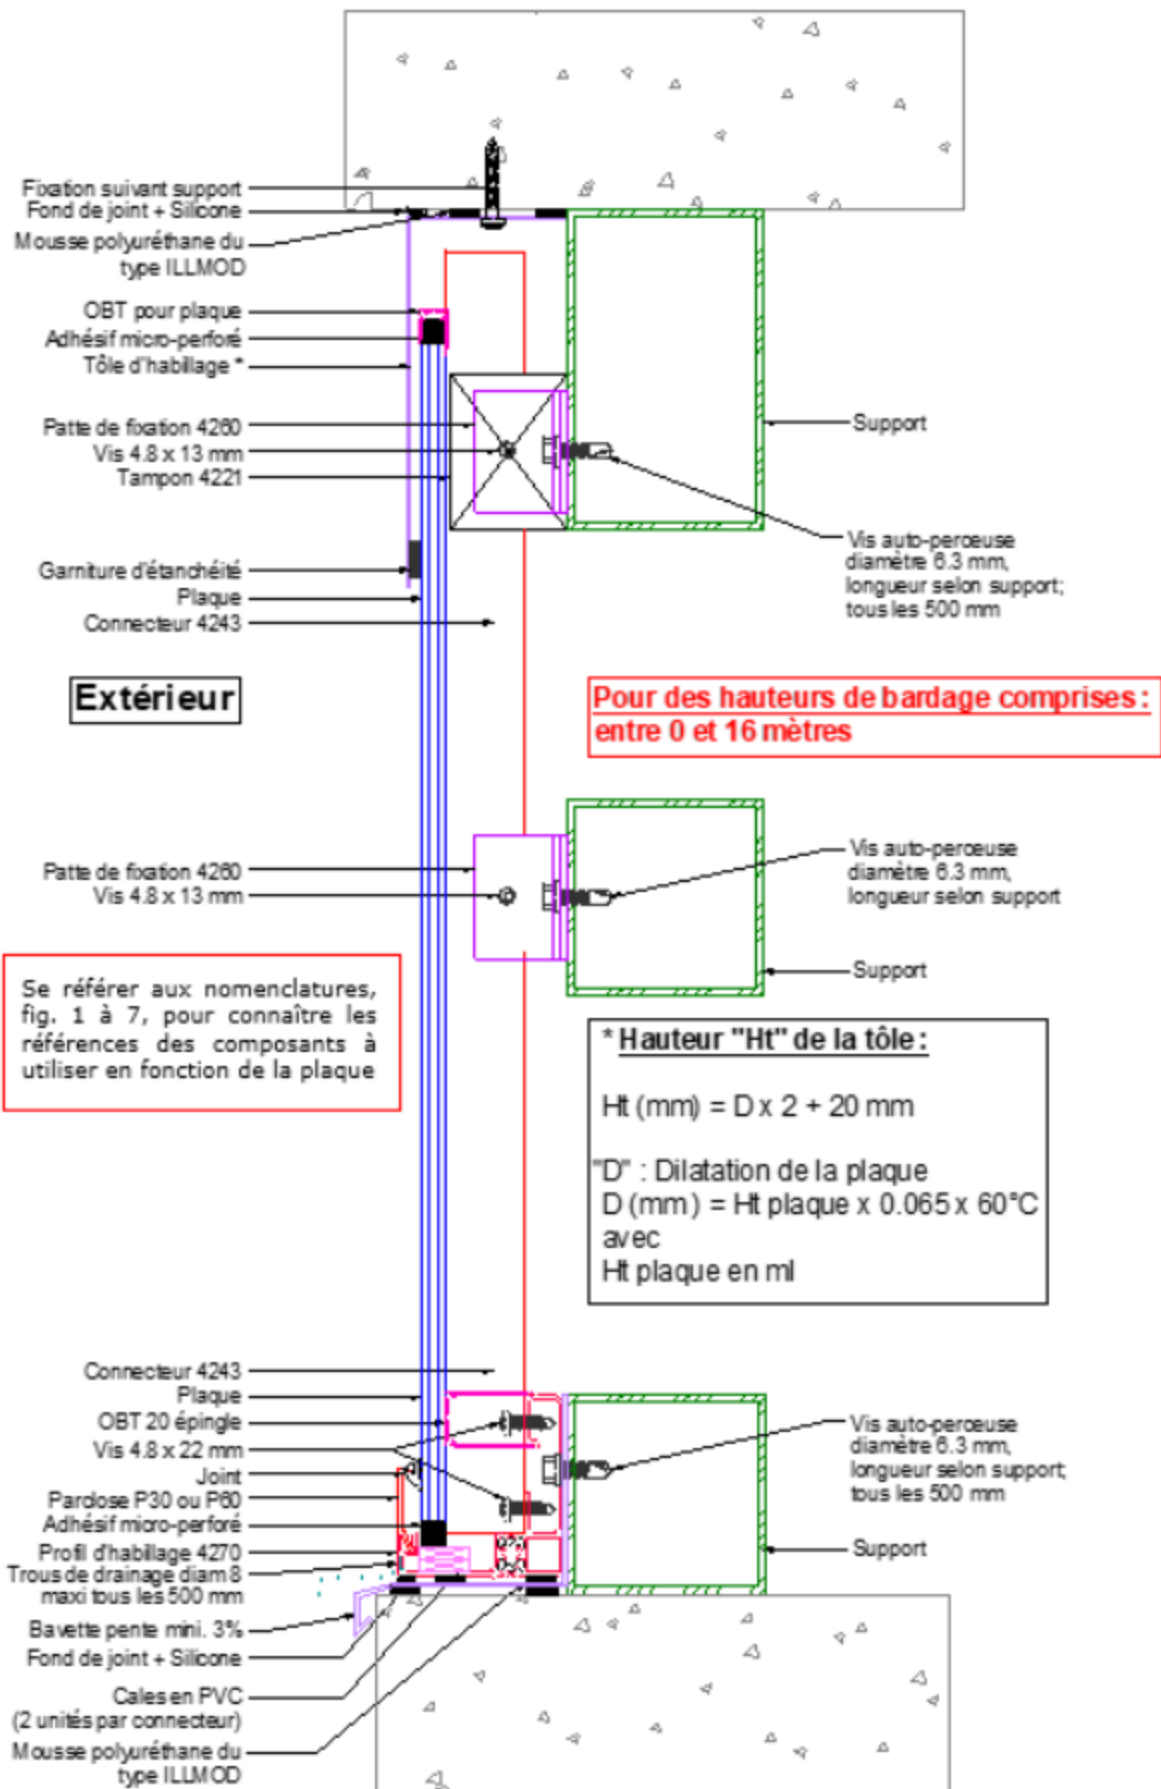 Fixation suivant support
Fond de joint + Silicone
Mousse polyuréthane du
type ILLMOD
OBT pour plaque
Adhésif micro-perforé
Tôle d'habillage *
Patte de fixation 4260
Vis 4.8 x 13 mm
Tampon 4221
Support
Vis auto-perceuse
diamètre 6.3 mm,
longueur selon support;
tous les 500 mm
Garniture d'étanchéité
Plaque
Connecteur 4243
Extérieur
Pour des hauteurs de bardage comprises :
entre 0 et 16 mètres
Patte de fixation 4260
Vis 4.8 x 13 mm
Vis auto-perceuse
diamètre 6.3 mm,
longueur selon support
Support
Se référer aux nomenclatures,
fig. 1 à 7, pour connaître les
références des composants à
utiliser en fonction de la plaque
* Hauteur "Ht" de la tôle :
Ht (mm) = D x 2 + 20 mm
"D" : Dilatation de la plaque
D (mm ) = Ht plaque x 0.065 x 60°C
avec
Ht plaque en ml
Connecteur 4243
Plaque
OBT 20 épingle
Vis 4.8 x 22 mm
Joint
Parclose P30 ou P60
Adhésif micro-perforé
Profil d'habillage 4270
Trous de drainage diam 8
maxi tous les 500 mm
Bavette pente mini. 3%
Fond de joint + Silicone
Cales en PVC
(2 unités par connecteur)
Mousse polyuréthane du
type ILLMOD
Vis auto-perceuse
diamètre 6.3 mm,
longueur selon support;
tous les 500 mm
Support